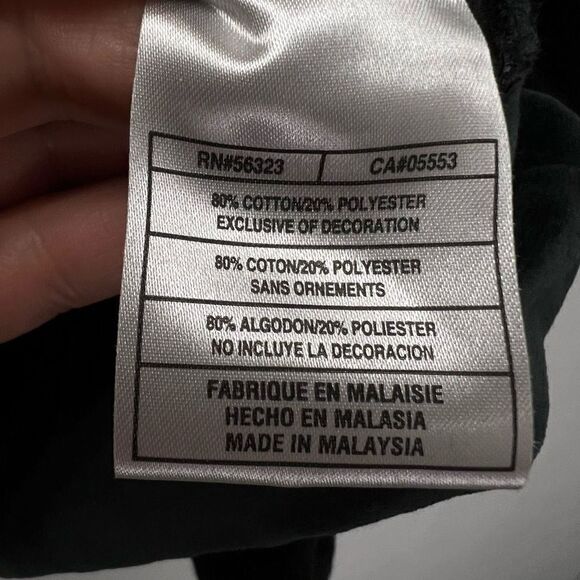 RN#56323 | CA#05553
80% COTTON/20% POLYESTER
EXCLUSIVE OF DECORATION
80% COTON/20% POLYESTER
SANS ORNEMENTS
80% ALGODON/20% POLIESTER
NO INCLUYE LA DECORACION
FABRIQUE EN MALAISIE
HECHO EN MALASIA
MADE IN MALAYSIA